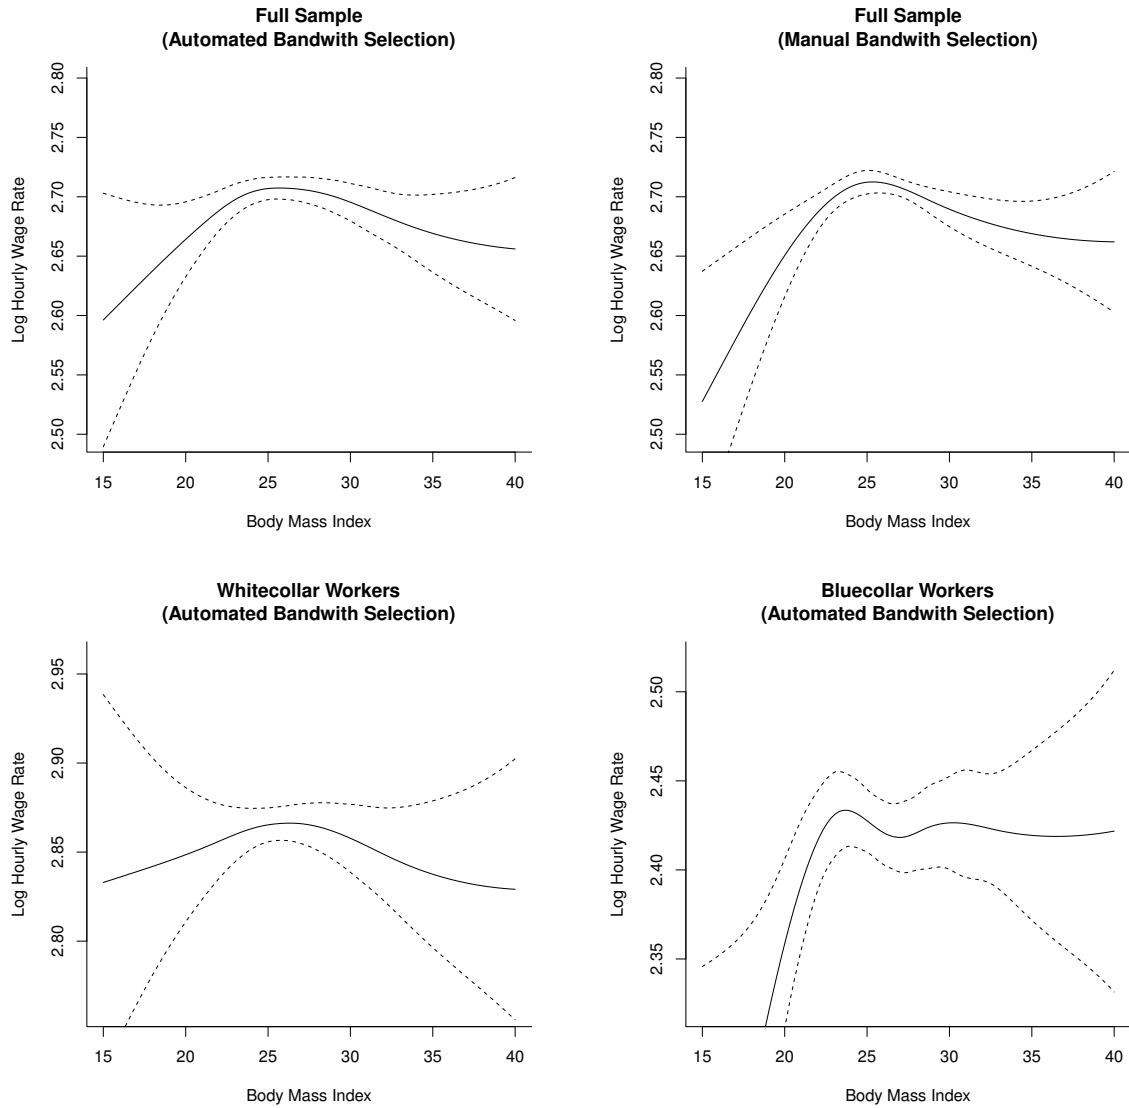 Full Sample
(Automated Bandwith Selection)
Log Hourly Wage Rate
2.80
2.75
2.70
2.65
2.60
2.55
2.50
15 20 25 30 35 40
Body Mass Index
Full Sample
(Manual Bandwith Selection)
Log Hourly Wage Rate
2.80
2.75
2.70
2.65
2.60
2.55
2.50
15 20 25 30 35 40
Body Mass Index
Whitecollar Workers
(Automated Bandwith Selection)
Log Hourly Wage Rate
2.95
2.90
2.85
2.80
15 20 25 30 35 40
Body Mass Index
Bluecollar Workers
(Automated Bandwith Selection)
Log Hourly Wage Rate
2.50
2.45
2.40
2.35
15 20 25 30 35 40
Body Mass Index